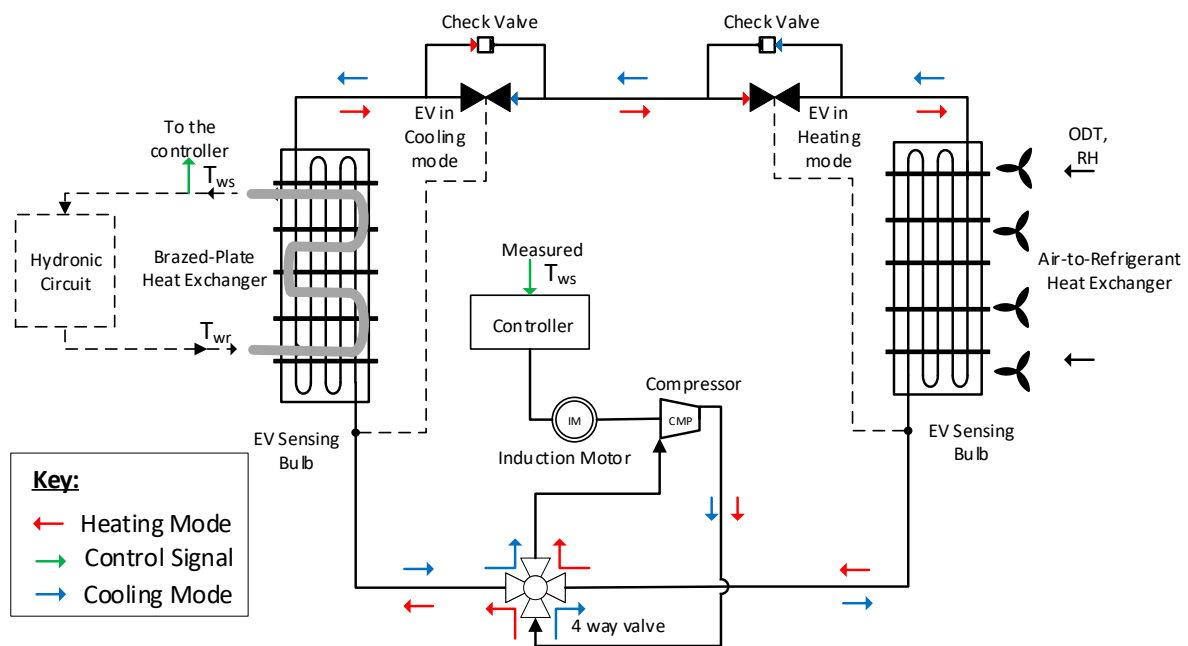 Check Valve
Check Valve
EV in
Cooling
mode
EV in
Heating
mode
To the
controller
Tws
ODT,
RH
Hydronic
Circuit
Brazed-Plate
Heat Exchanger
Measured
Tws
Controller
Air-to-Refrigerant
Heat Exchanger
Twr
Compressor
IM
CMP
Induction Motor
EV Sensing
Bulb
EV Sensing
Bulb
Key:
Heating Mode
Control Signal
Cooling Mode
4 way valve